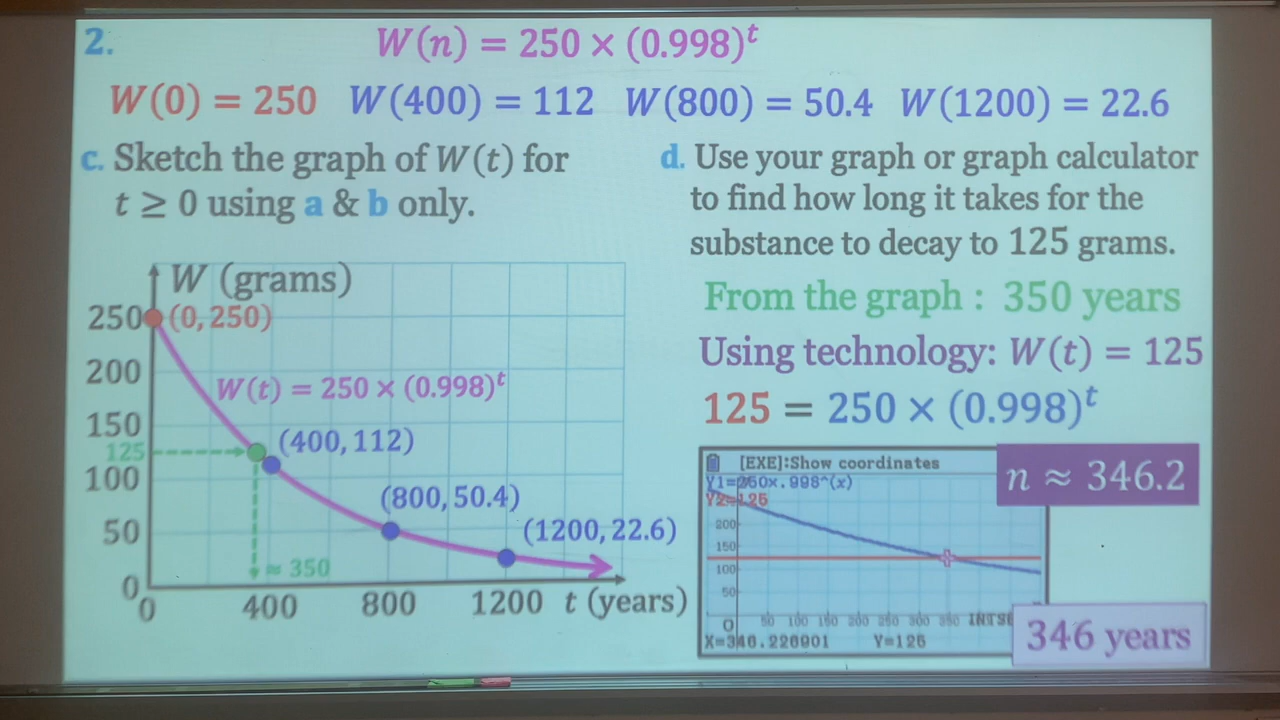 2.
W(n) = 250 × (0.998)^t
W(0) = 250 W(400) = 112 W(800) = 50.4 W(1200) = 22.6
c. Sketch the graph of W(t) for
t ≥ 0 using a & b only.
W (grams)
250
(0, 250)
200
W(t) = 250 × (0.998)^t
150
125
(400, 112)
100
(800, 50.4)
50
(1200, 22.6)
≈ 350
0
0 400 800 1200 t (years)
d. Use your graph or graph calculator
to find how long it takes for the
substance to decay to 125 grams.
From the graph : 350 years
Using technology: W(t) = 125
125 = 250 × (0.998)^t
[EXE]:Show coordinates
Y1=250×.998^(x)
Y2=125
n ≈ 346.2
200
150
100
50
O 50 100 150 200 250 300 350 INTSE
X=346.226901 Y=125
346 years